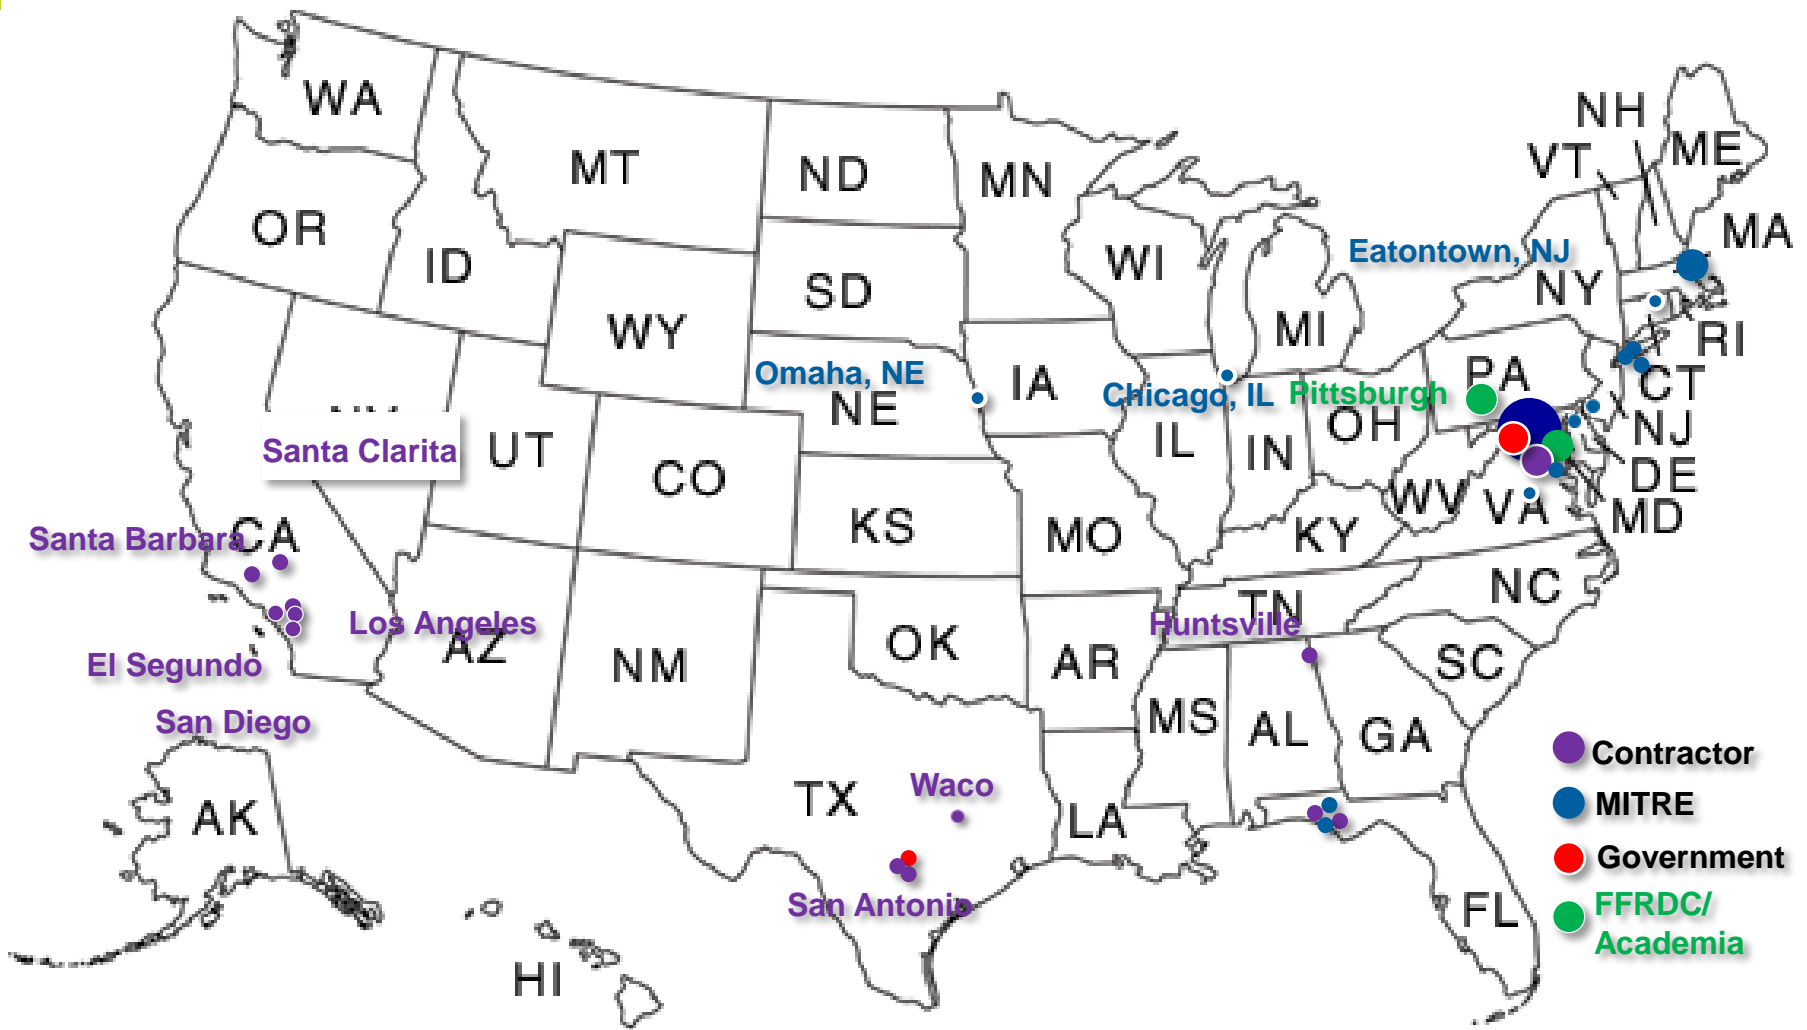 WA
MT
ND
MN
NH
VT
ME
OR
ID
WI
Eatontown, NJ
MA
SD
NY
WY
MI
RI
Omaha, NE
NE
IA
Chicago, IL
Pittsburgh
PA
CT
Santa Clarita
UT
CO
IL
IN
OH
NJ
DE
Santa Barbara
CA
KS
MO
KY
WV
VA
MD
Los Angeles
AZ
NM
OK
AR
Huntsville
TN
NC
SC
El Segundo
San Diego
MS
AL
GA
AK
TX
Waco
LA
San Antonio
FL
HI
Contractor
MITRE
Government
FFRDC/
Academia